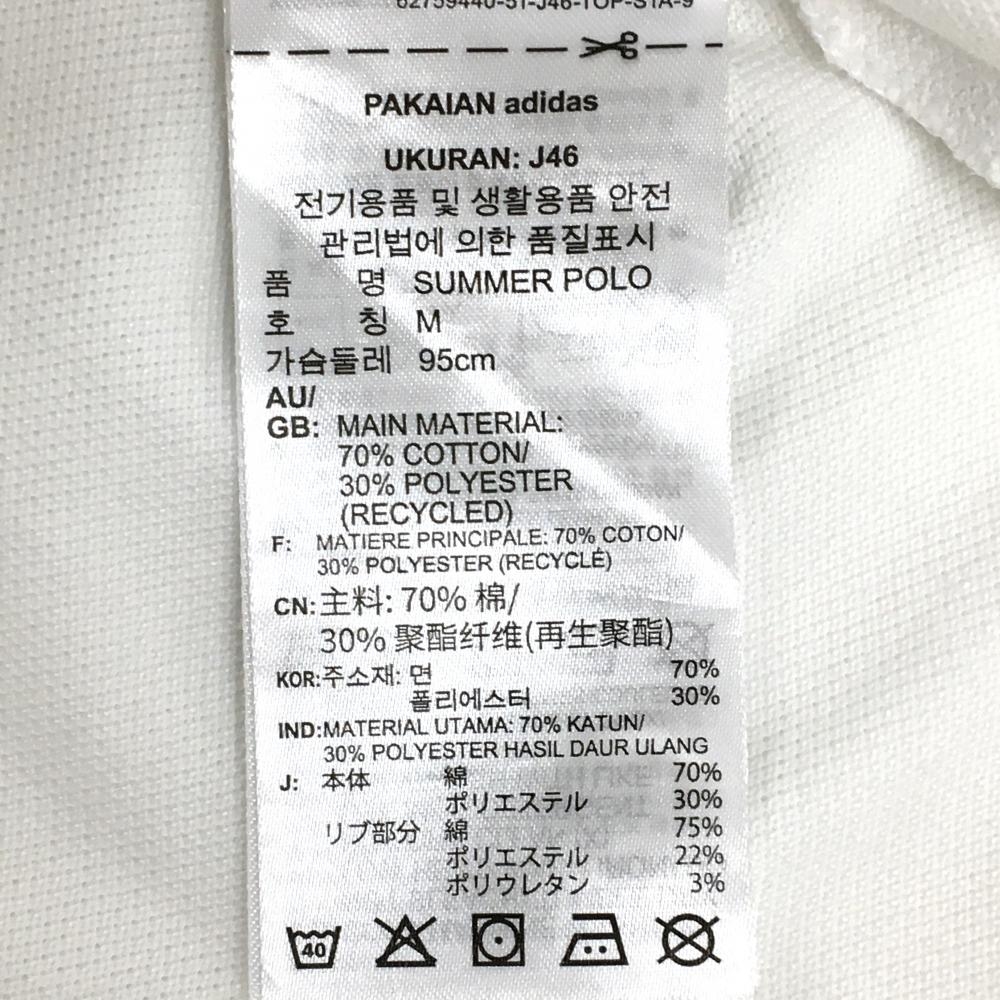 62759440-51-J46-TOP-S1A-9
PAKAIAN adidas
UKURAN: J46
전기용품 및 생활용품 안전
관리법에 의한 품질표시
품 명 SUMMER POLO
호 칭 M
가슴둘레 95cm
AU/
GB: MAIN MATERIAL:
70% COTTON/
30% POLYESTER
(RECYCLED)
F: MATIERE PRINCIPALE: 70% COTON/
30% POLYESTER (RECYCLÉ)
CN: 主料: 70% 棉/
30% 聚酯纤维(再生聚酯)
KOR: 주소재: 면 70%
폴리에스터 30%
IND: MATERIAL UTAMA: 70% KATUN/
30% POLYESTER HASIL DAUR ULANG
J: 本体 綿 70%
ポリエステル 30%
リブ部分 綿 75%
ポリエステル 22%
ポリウレタン 3%
40